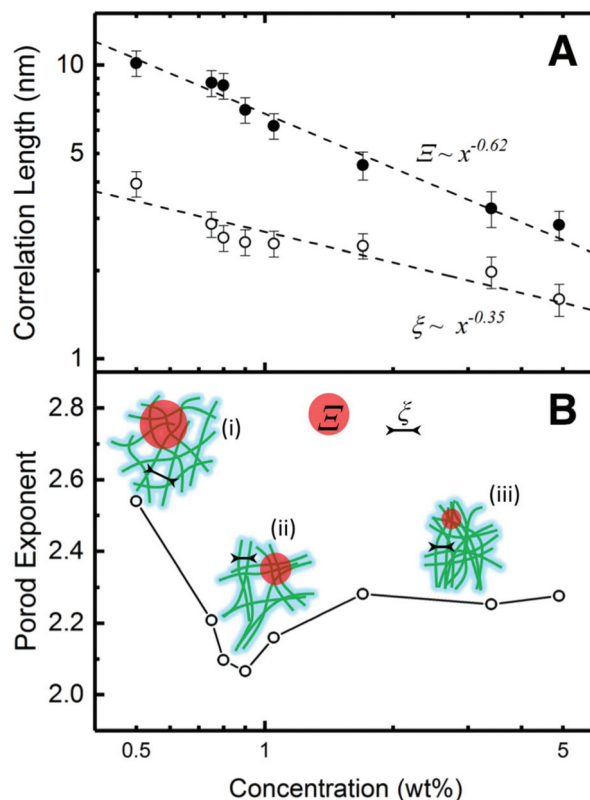 A
10
5
1
Correlation Length (nm)
Ξ ~ x^-0.62
ξ ~ x^-0.35
B
2.8
2.6
2.4
2.2
2.0
Porod Exponent
(i)
Ξ
ξ
(ii)
(iii)
0.5
1
5
Concentration (wt%)